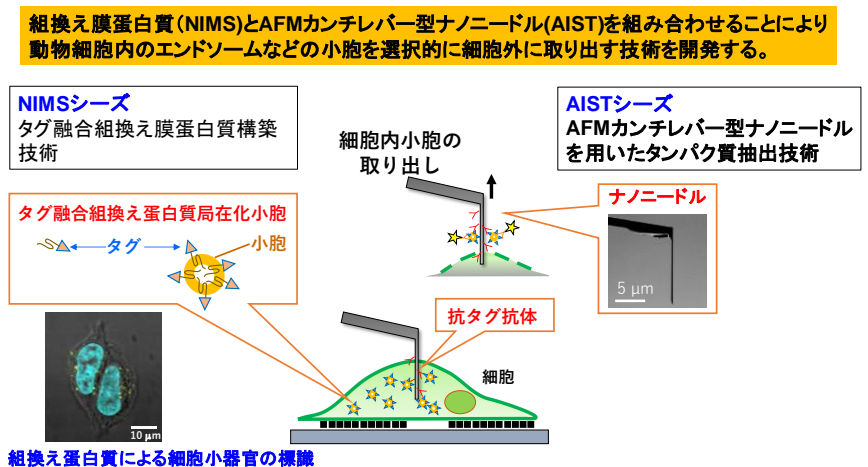 組換え膜蛋白質(NIMS)とAFMカンチレバー型ナノニードル(AIST)を組み合わせることにより
動物細胞内のエンドソームなどの小胞を選択的に細胞外に取り出す技術を開発する。
NIMSシーズ
タグ融合組換え膜蛋白質構築
技術
細胞内小胞の
取り出し
AISTシーズ
AFMカンチレバー型ナノニードル
を用いたタンパク質抽出技術
タグ融合組換え蛋白質局在化小胞
タグ
小胞
ナノニードル
5 μm
抗タグ抗体
細胞
10 μm
組換え蛋白質による細胞小器官の標識